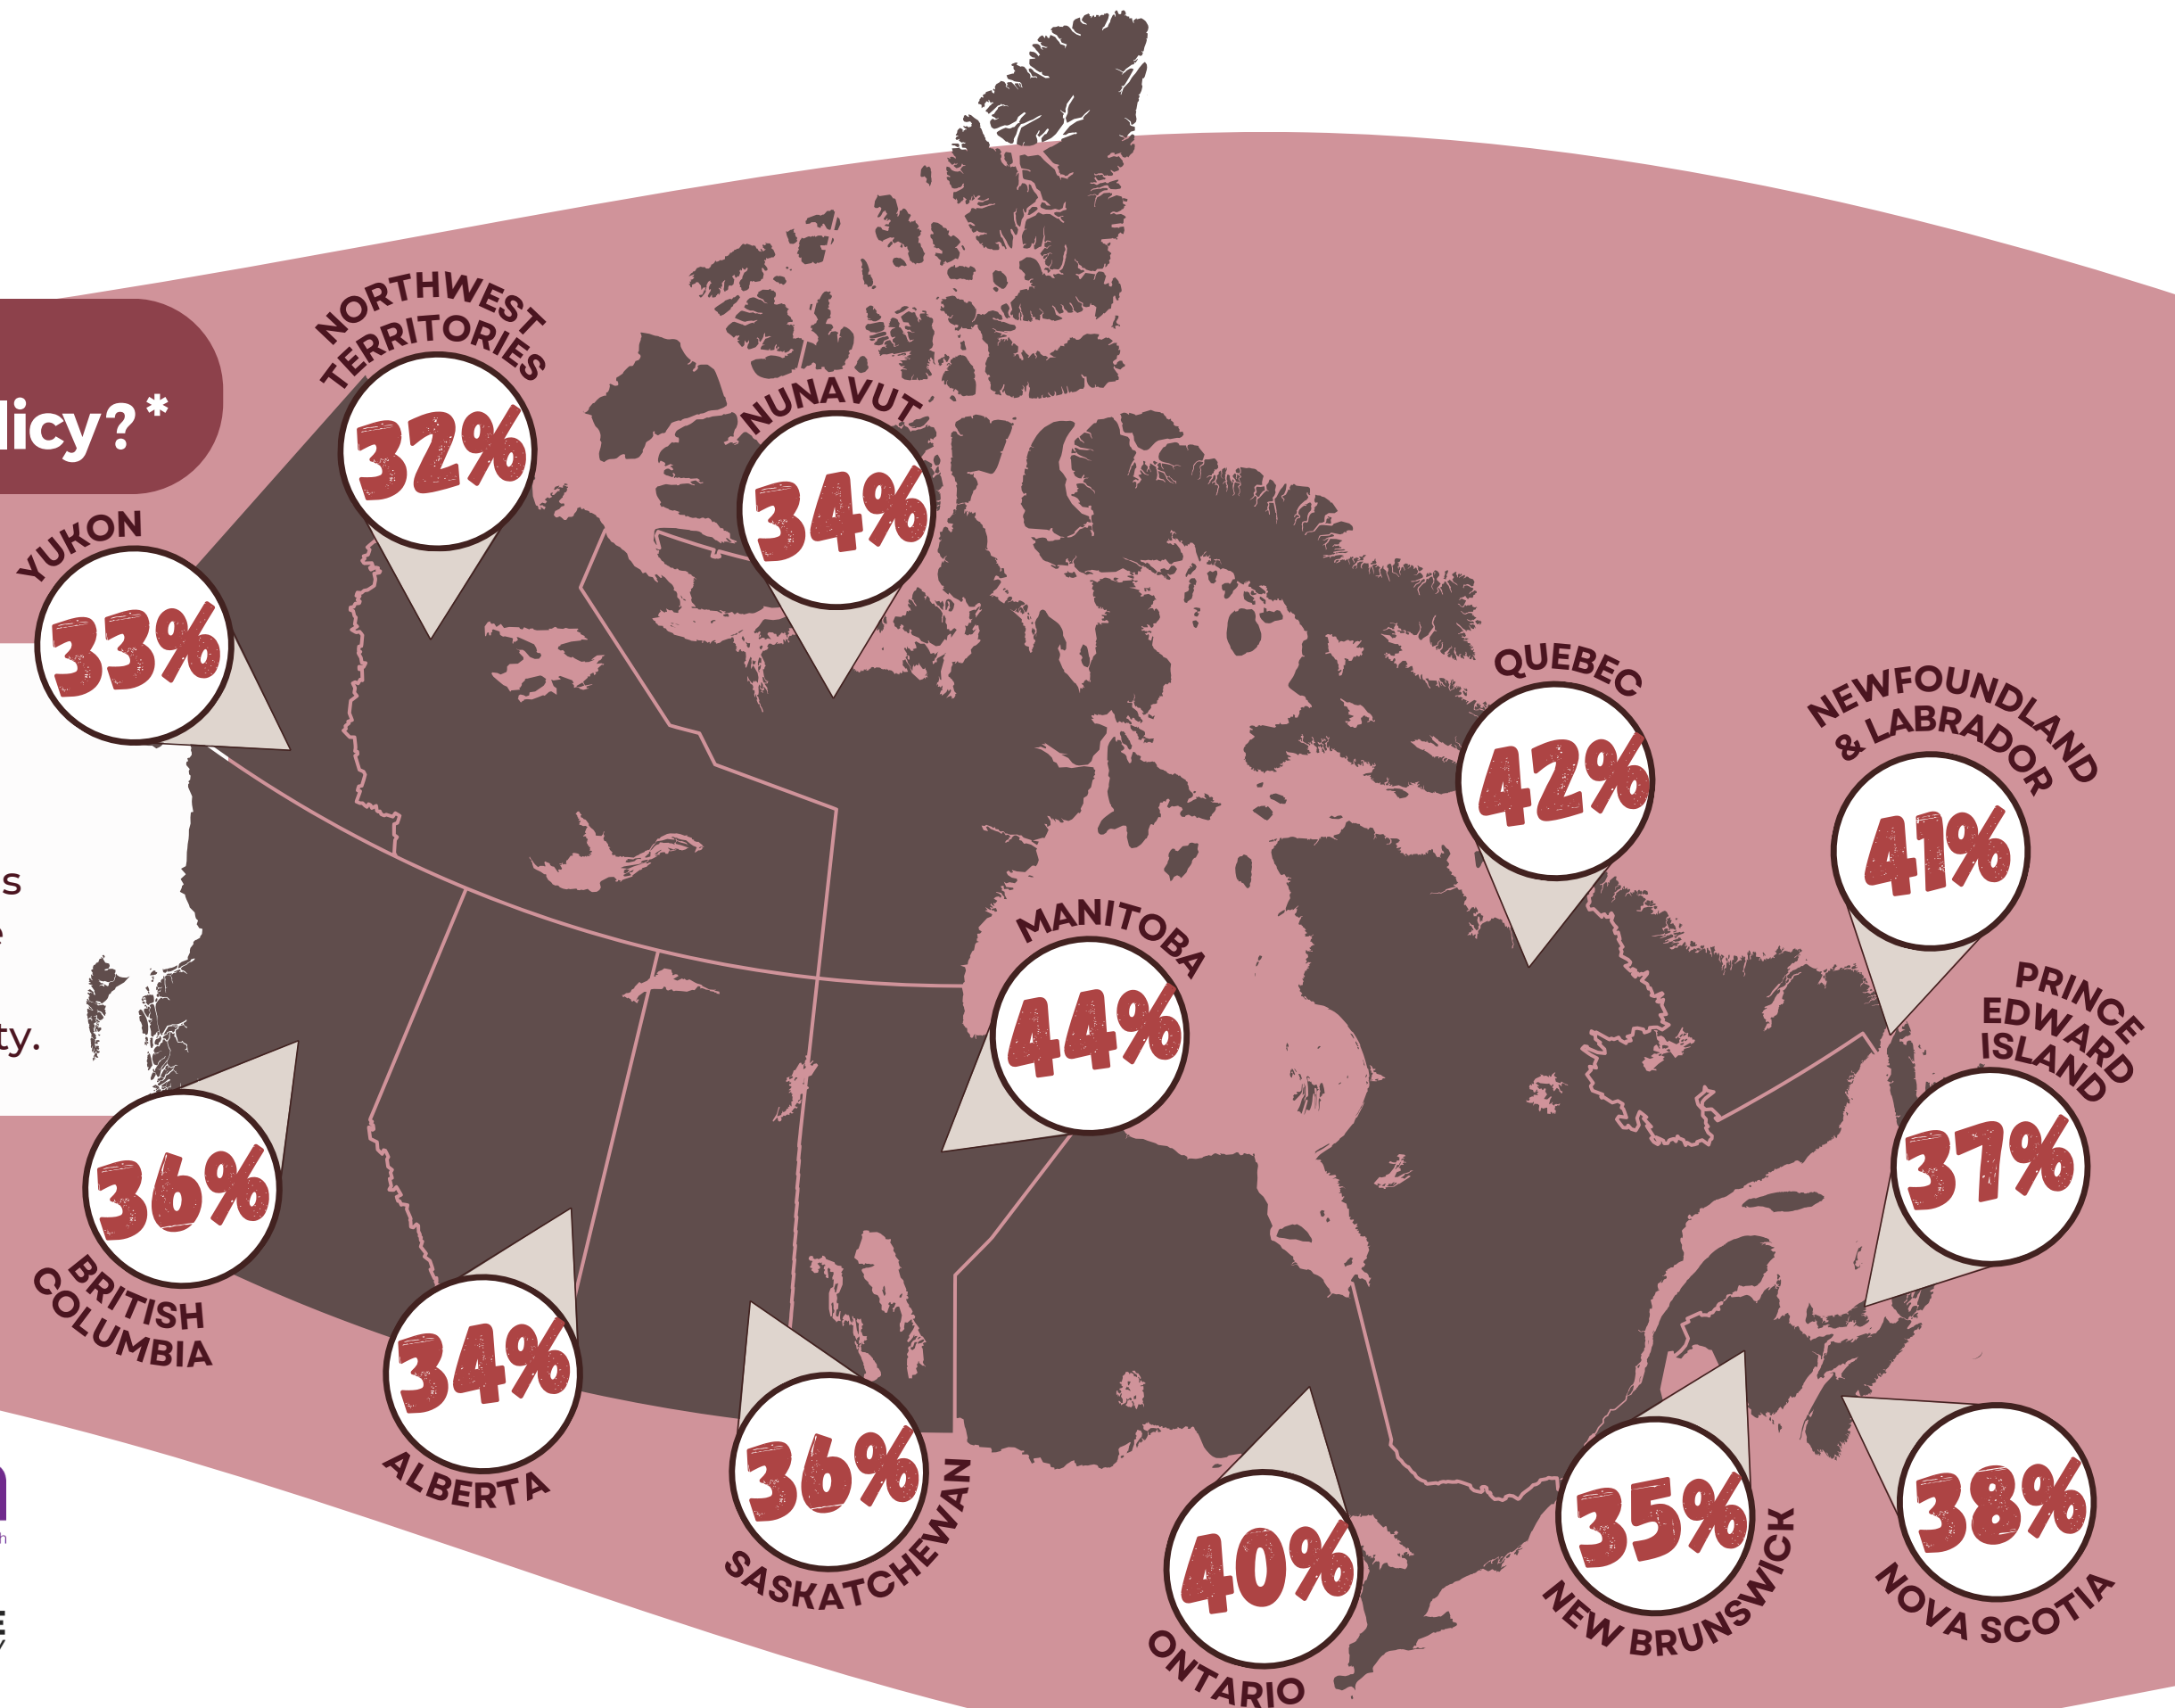 NORTHWEST
TERRITORIES
32%
NUNAVUT
34%
licy?*
YUKON
33%
QUEBEC
42%
NEWFOUNDLAND
& LABRADOR
41%
s
e
ty.
MANITOBA
44%
PRINCE
EDWARD
ISLAND
37%
36%
BRITISH
COLUMBIA
34%
ALBERTA
36%
SASKATCHEWAN
40%
ONTARIO
35%
NEW BRUNSWICK
38%
NOVA SCOTIA
h
E